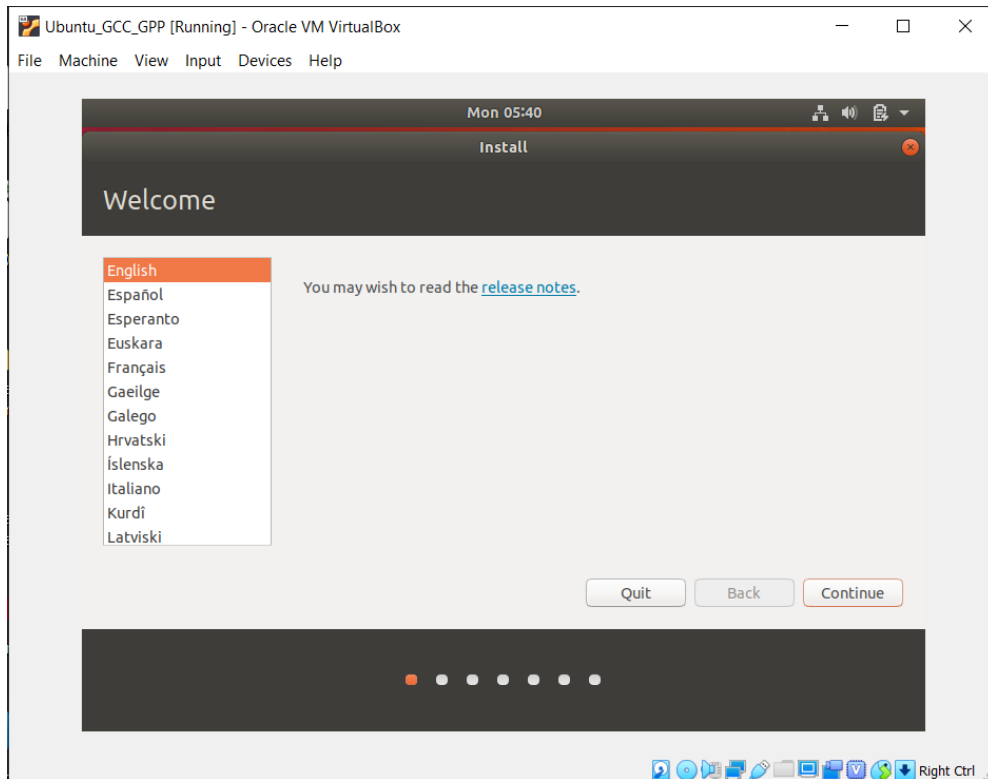 Ubuntu_GCC_GPP [Running] - Oracle VM VirtualBox
File Machine View Input Devices Help
Mon 05:40
Install
Welcome
English
Español
Esperanto
Euskara
Français
Gaeilge
Galego
Hrvatski
Íslenska
Italiano
Kurdî
Latviski
You may wish to read the release notes.
Quit Back Continue
Right Ctrl